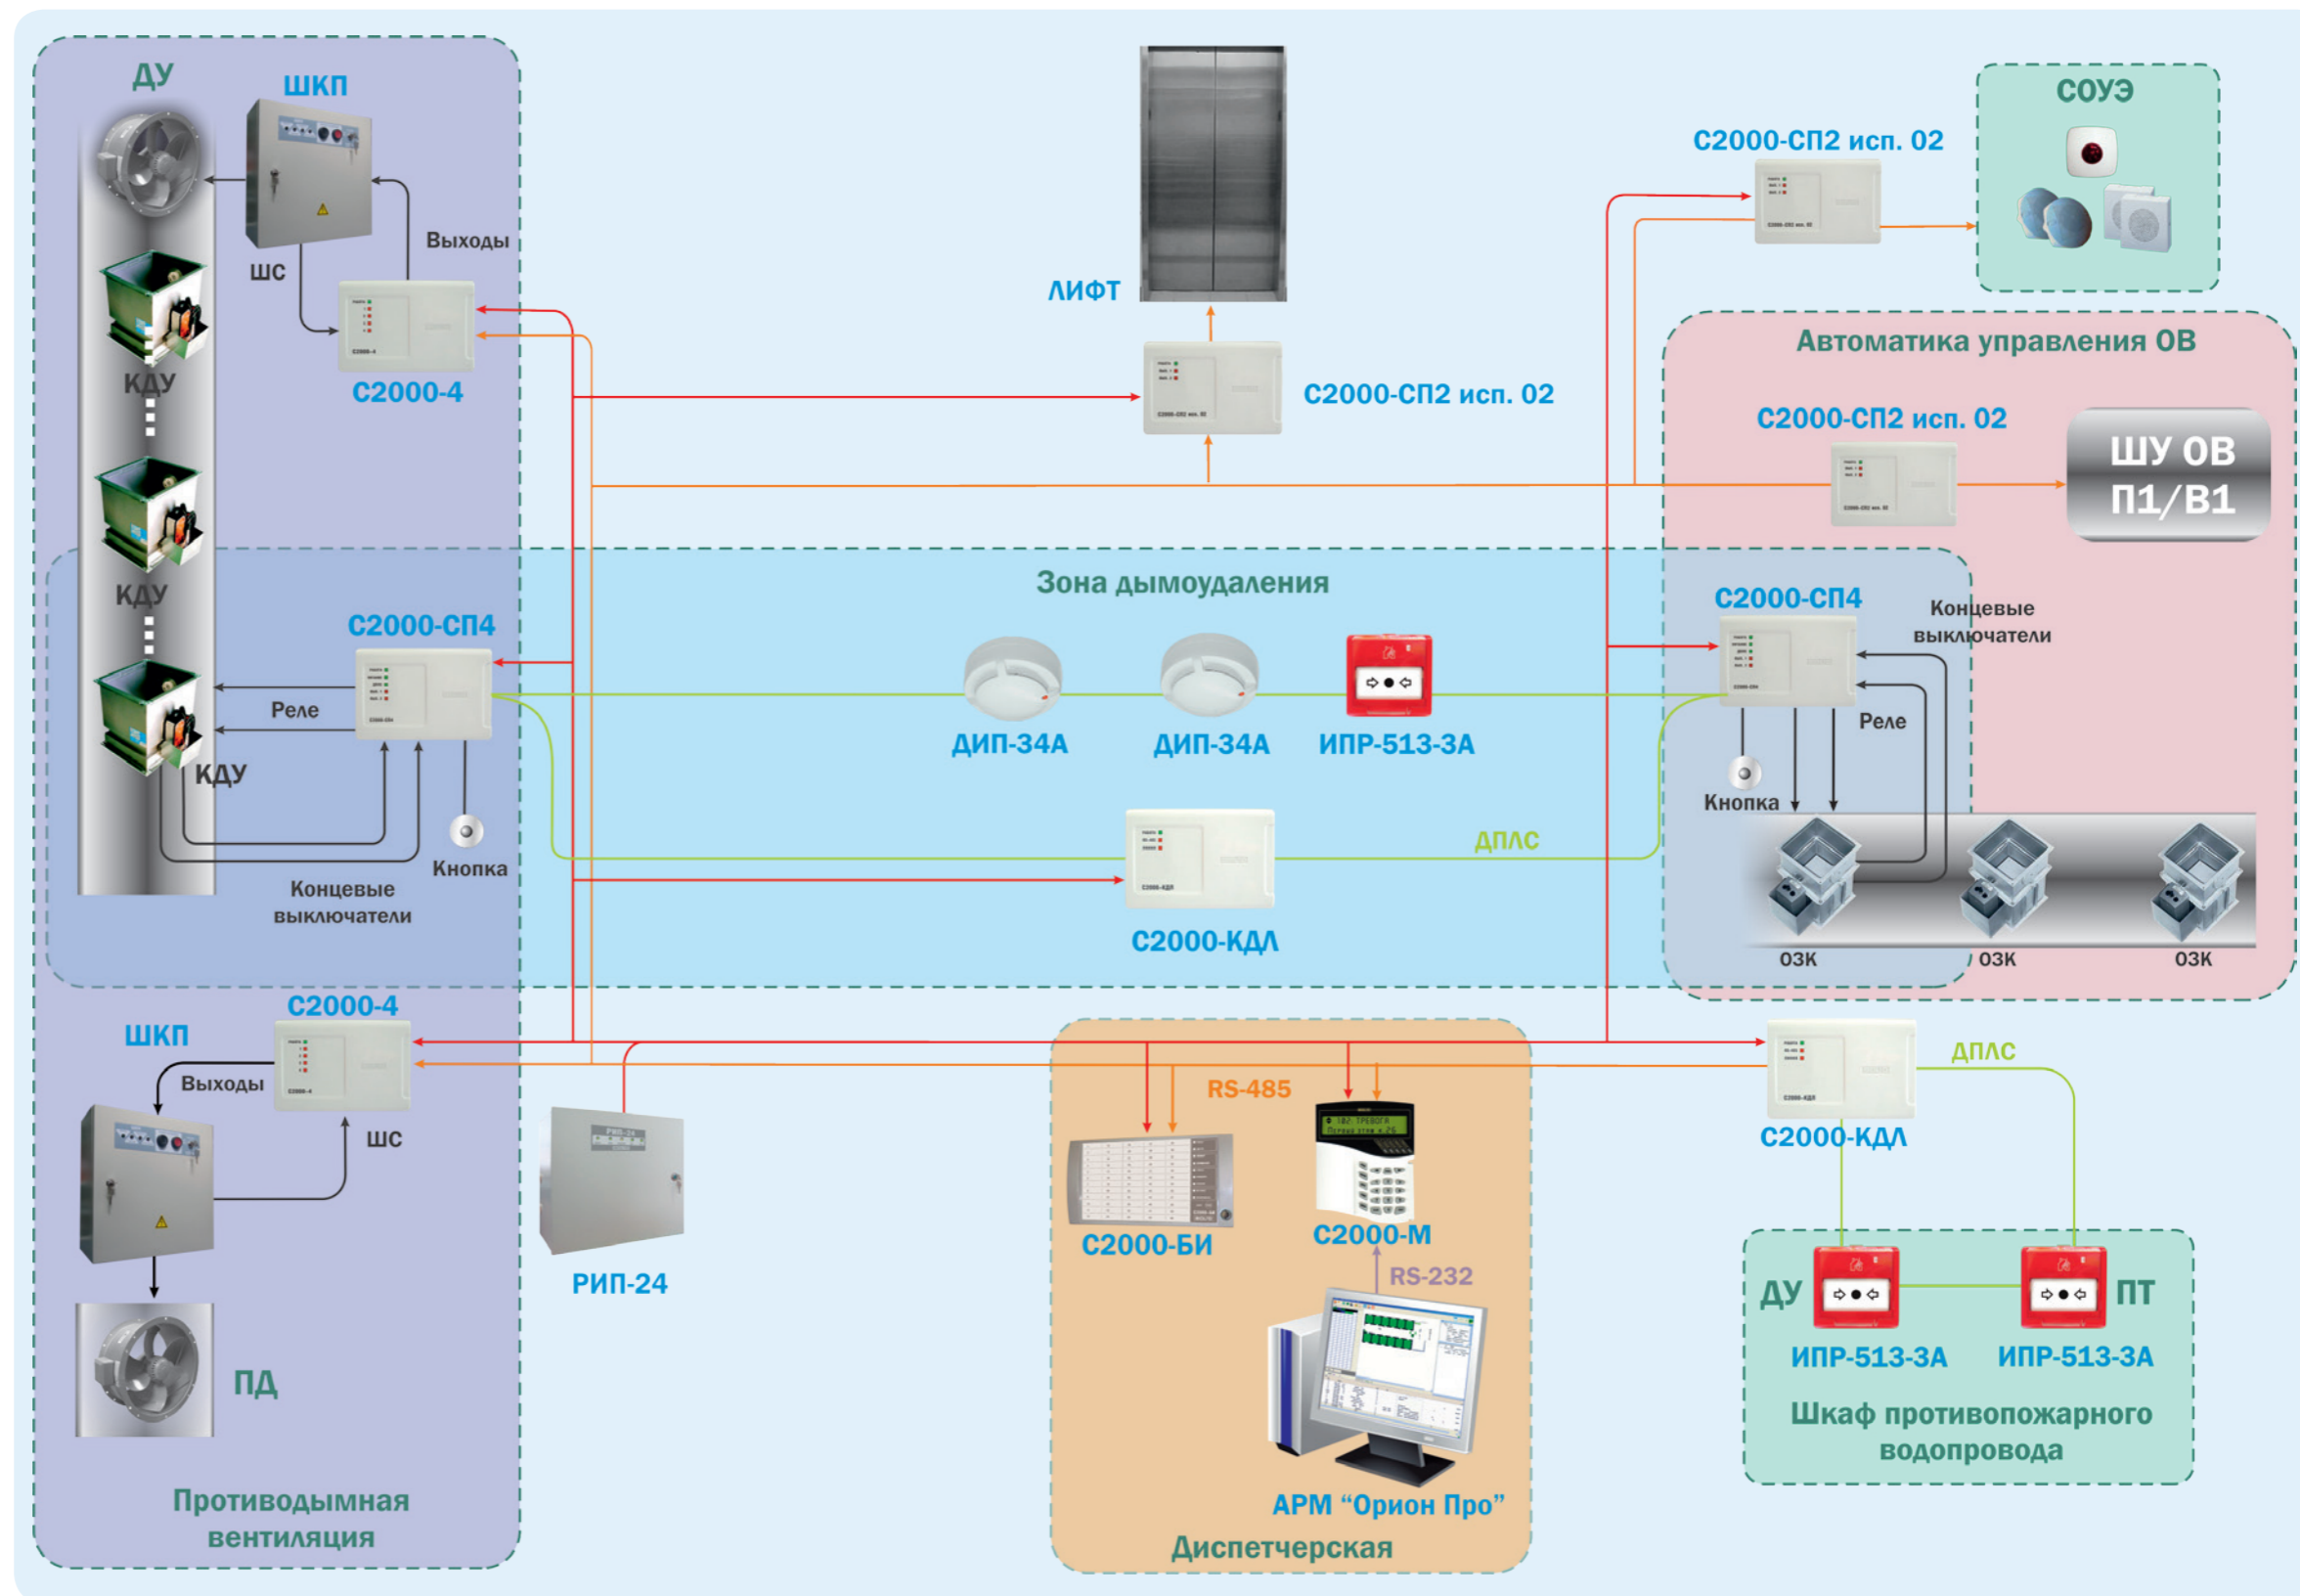 ДУ
ШКП
Выходы
ШС
С2000-4
КДУ
КДУ
С2000-СП4
Реле
КДУ
Концевые
выключатели
Кнопка
С2000-4
ШКП
Выходы
ШС
ПД
Противодымная
вентиляция
ЛИФТ
С2000-СП2 исп. 02
С2000-СП2 исп. 02
СОУЭ
Автоматика управления ОВ
С2000-СП2 исп. 02
ШУ ОВ
П1/В1
Зона дымоудаления
ДИП-34А
ДИП-34А
ИПР-513-3А
С2000-КДЛ
ДПЛС
С2000-СП4
Концевые
выключатели
Реле
Кнопка
ОЗК
ОЗК
ОЗК
РИП-24
РИП-24
RS-485
С2000-БИ
С2000-М
RS-232
АРМ “Орион Про”
Диспетчерская
ДПЛС
С2000-КДЛ
ДУ
ПТ
ИПР-513-3А
ИПР-513-3А
Шкаф противопожарного
водопровода